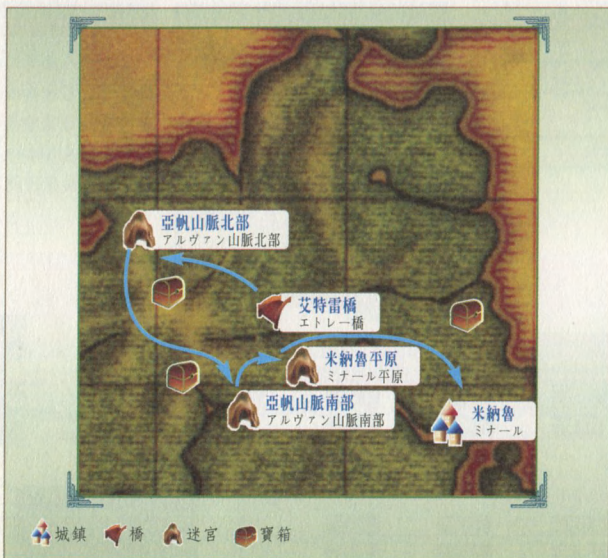 亞帆山脈北部
アルヴァン山脈北部
艾特雷橋
エトレー橋
米納魯平原
ミナール平原
亞帆山脈南部
アルヴァン山脈南部
米納魯
ミナール
城鎮 橋 迷宮 寶箱